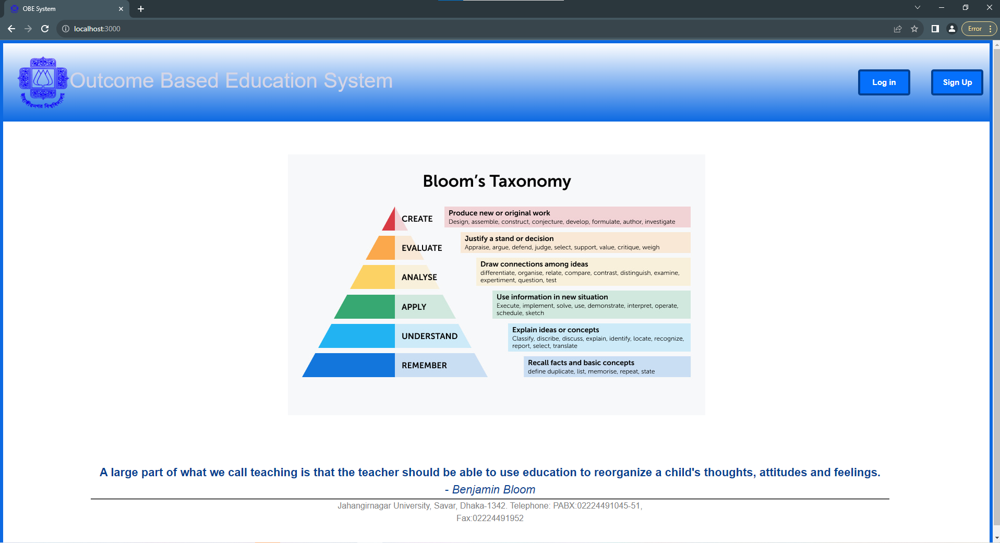 OBE System
localhost:3000
Error
জাহাঙ্গীরনগর বিশ্ববিদ্যালয়
Outcome Based Education System
Log in
Sign Up
Bloom’s Taxonomy
CREATE
Produce new or original work
Design, assemble, construct, conjecture, develop, formulate, author, investigate
EVALUATE
Justify a stand or decision
Appraise, argue, defend, judge, select, support, value, critique, weigh
ANALYSE
Draw connections among ideas
differentiate, organise, relate, compare, contrast, distinguish, examine,
expertiment, question, test
APPLY
Use information in new situation
Execute, implement, solve, use, demonstrate, interpret, operate,
schedule, sketch
UNDERSTAND
Explain ideas or concepts
Classify, discribe, discuss, explain, identify, locate, recognize,
report, select, translate
REMEMBER
Recall facts and basic concepts
define duplicate, list, memorise, repeat, state
A large part of what we call teaching is that the teacher should be able to use education to reorganize a child's thoughts, attitudes and feelings.
- Benjamin Bloom
Jahangirnagar University, Savar, Dhaka-1342. Telephone: PABX:02224491045-51,
Fax:02224491952